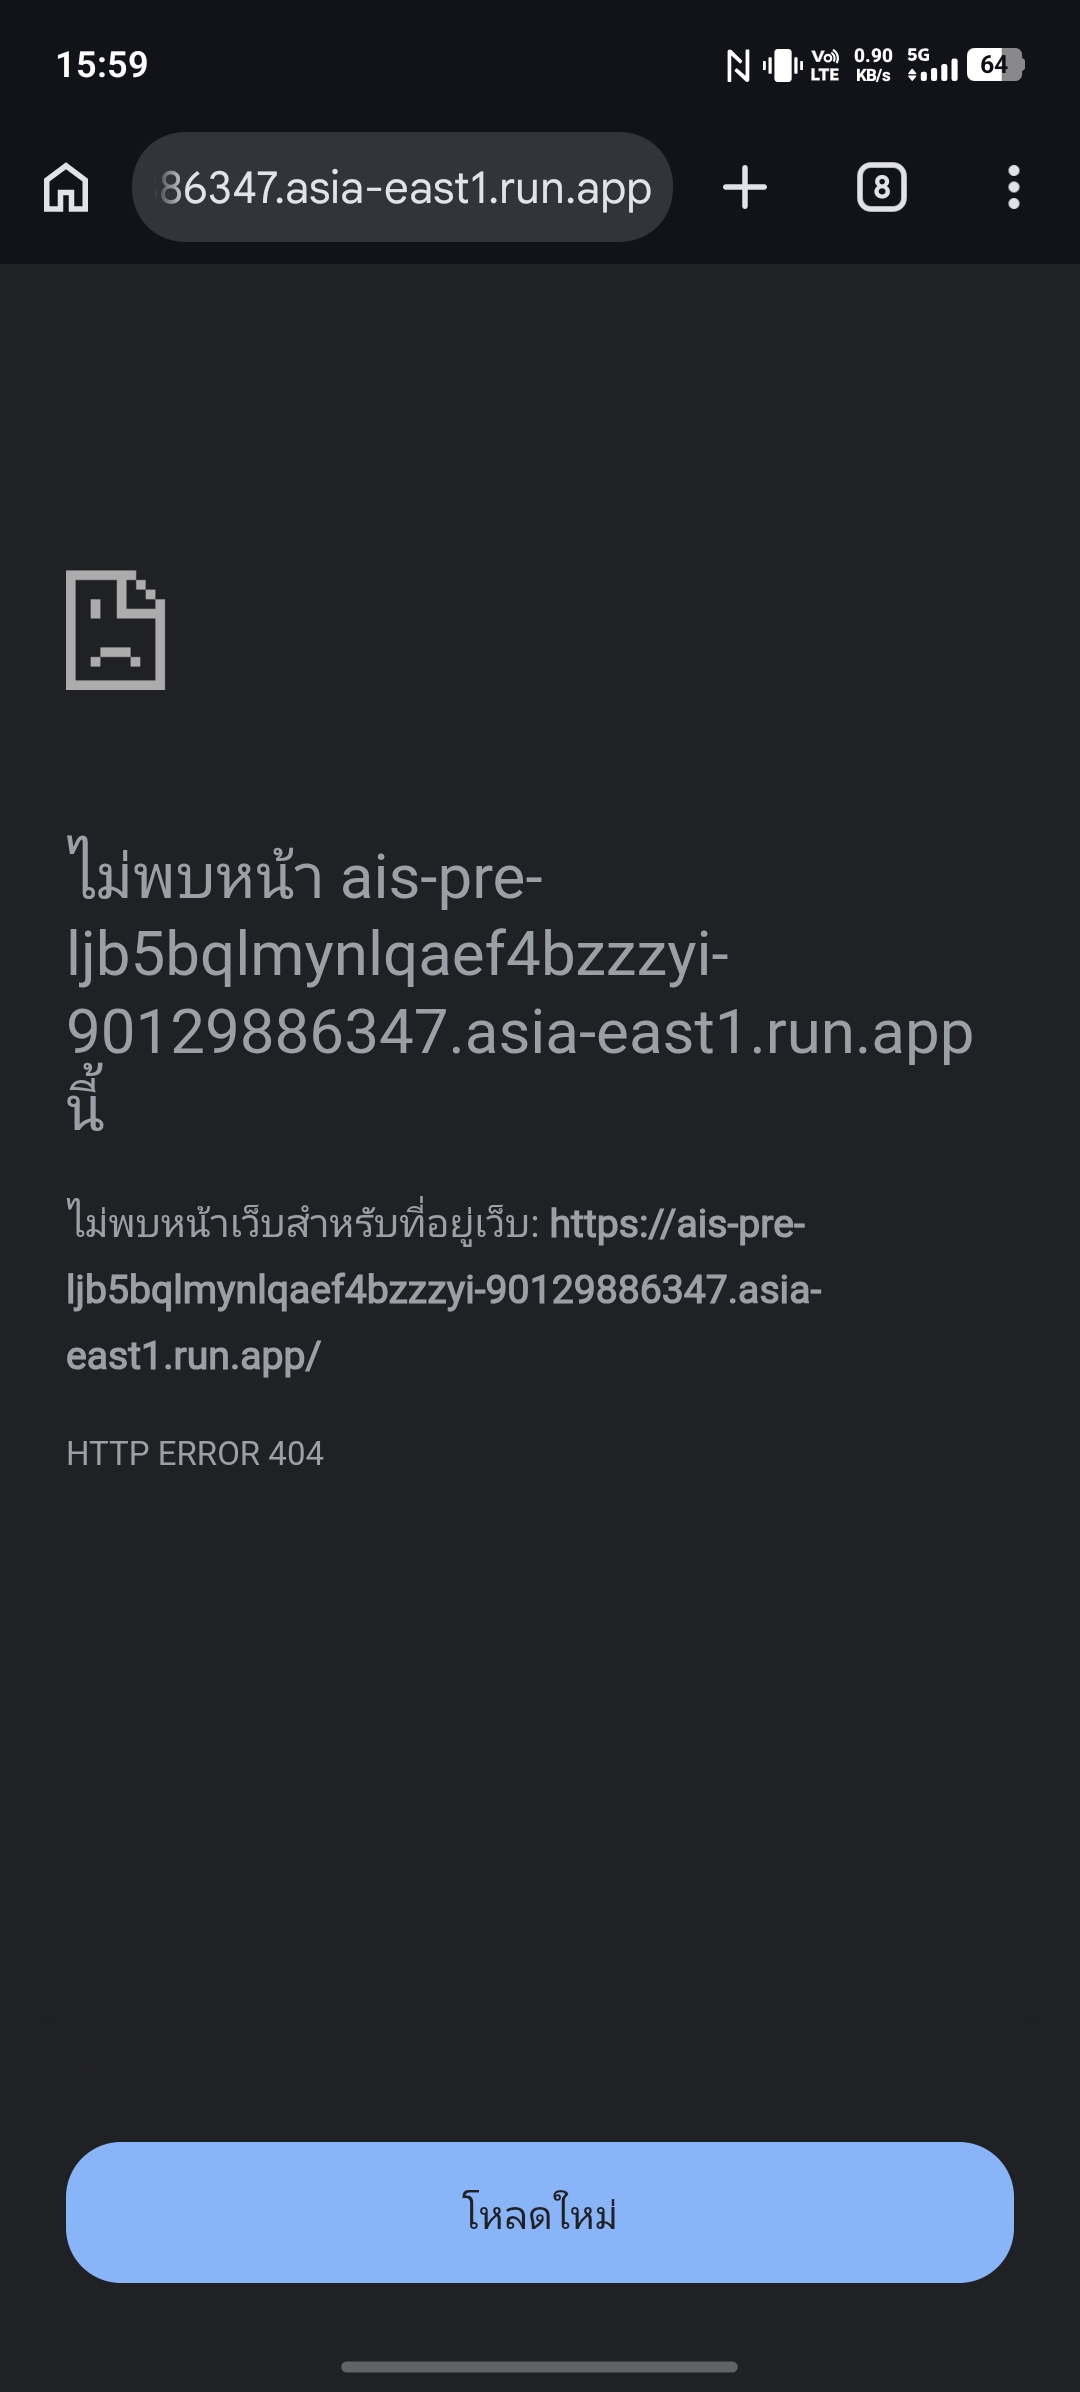 15:59
Vo LTE
0.90 KB/s
5G
64
86347.asia-east1.run.app
8
ไม่พบหน้า ais-pre-
ljb5bqlmynlqaef4bzzzyi-
90129886347.asia-east1.run.app
นี้
ไม่พบหน้าเว็บสำหรับที่อยู่เว็บ: https://ais-pre-
ljb5bqlmynlqaef4bzzzyi-90129886347.asia-
east1.run.app/
HTTP ERROR 404
โหลดใหม่